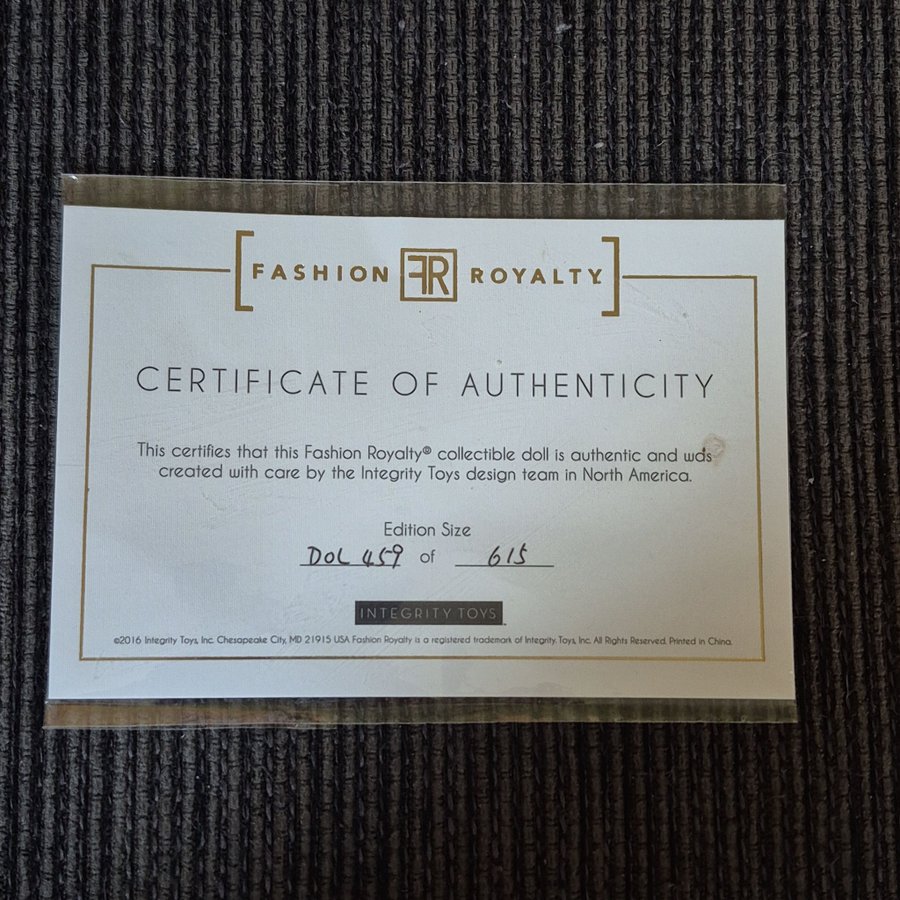 FASHION FR ROYALTY
CERTIFICATE OF AUTHENTICITY
This certifies that this Fashion Royalty® collectible doll is authentic and was
created with care by the Integrity Toys design team in North America.
Edition Size
DOL 459 of 615
INTEGRITY TOYS
©2016 Integrity Toys, Inc. Chesapeake City, MD 21915 USA Fashion Royalty is a registered trademark of Integrity Toys, Inc. All Rights Reserved. Printed in China.